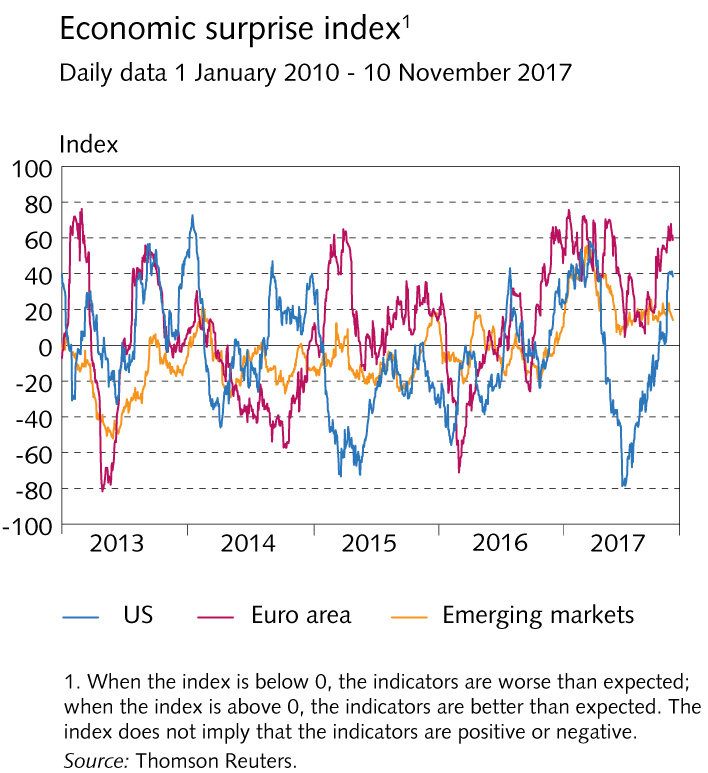 Economic surprise index1
Daily data 1 January 2010 - 10 November 2017
Index
100
80
60
40
20
0
-20
-40
-60
-80
-100
2013 2014 2015 2016 2017
US Euro area Emerging markets
1. When the index is below 0, the indicators are worse than expected;
when the index is above 0, the indicators are better than expected. The
index does not imply that the indicators are positive or negative.
Source: Thomson Reuters.